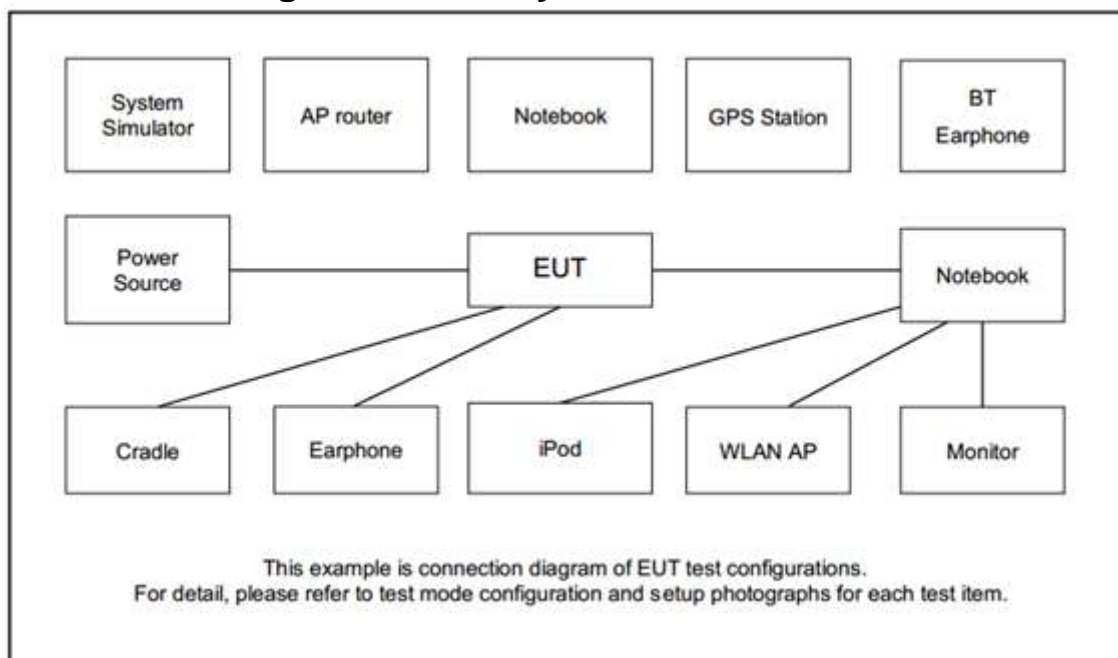 System
Simulator
AP router
Notebook
GPS Station
BT
Earphone
Power
Source
EUT
Notebook
Cradle
Earphone
iPod
WLAN AP
Monitor
This example is connection diagram of EUT test configurations.
For detail, please refer to test mode configuration and setup photographs for each test item.